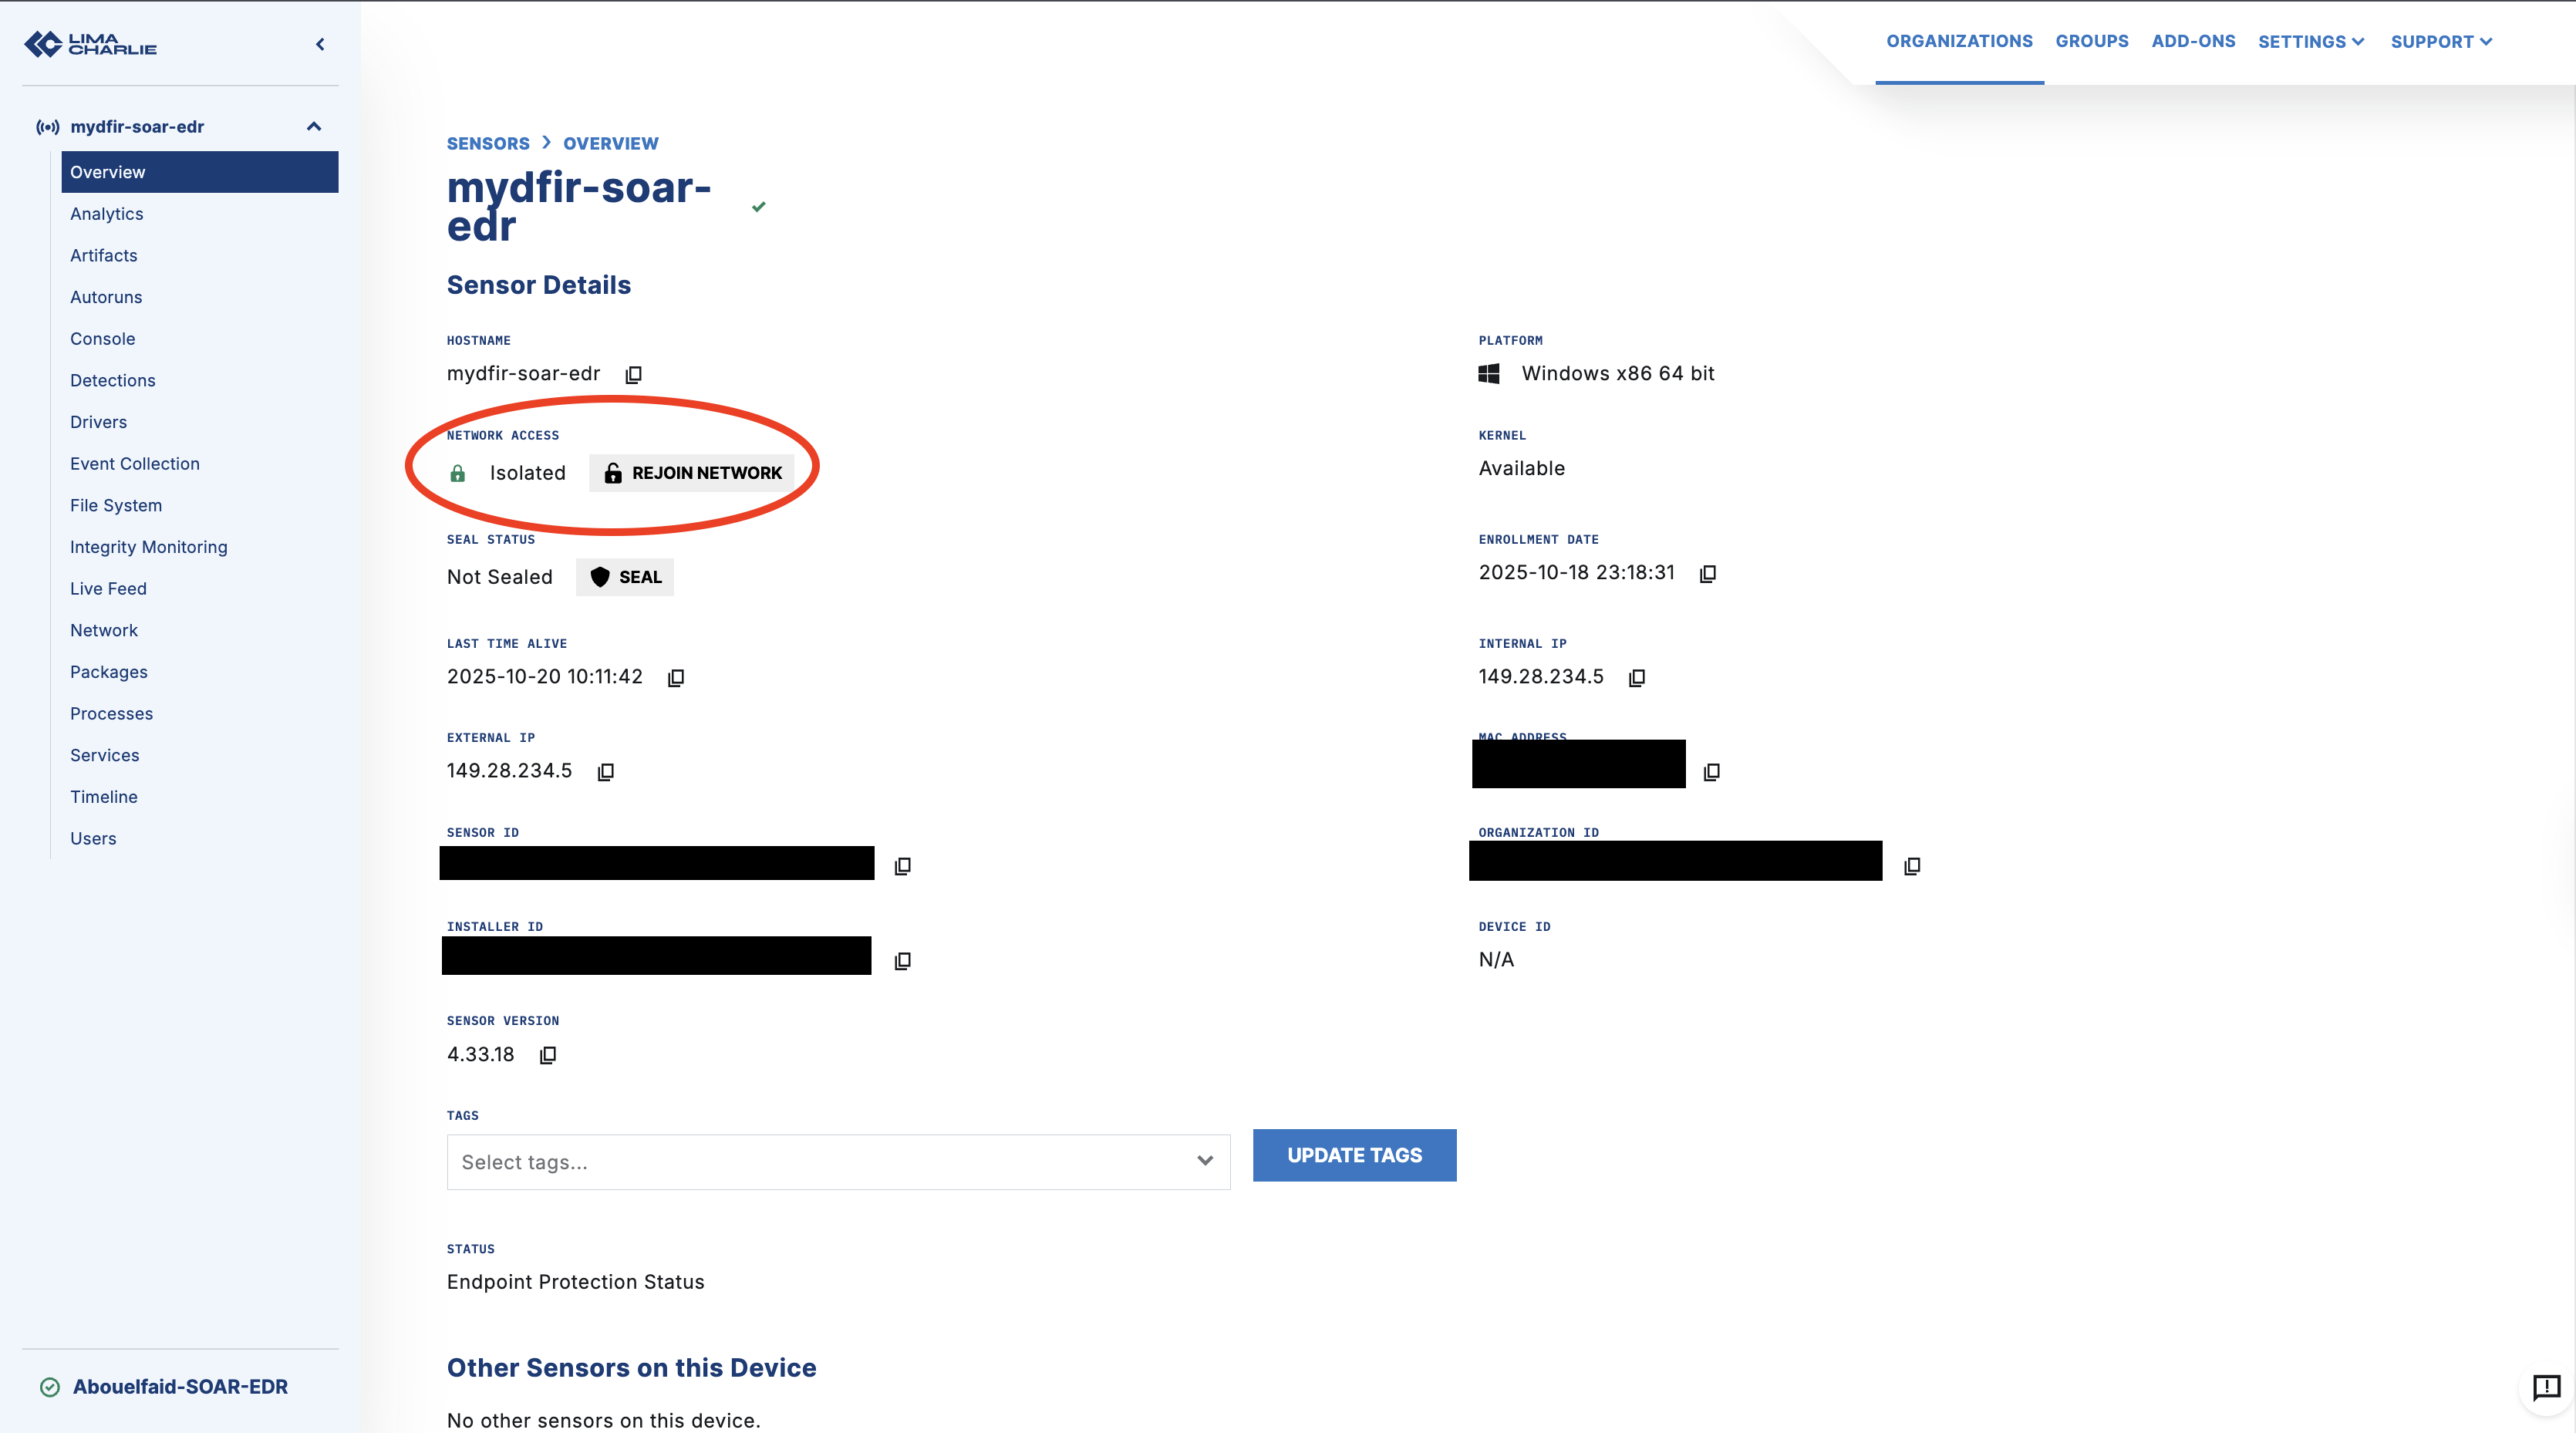 LIMA
CHARLIE
ORGANIZATIONS GROUPS ADD-ONS SETTINGS SUPPORT
mydfir-soar-edr
Overview
Analytics
Artifacts
Autoruns
Console
Detections
Drivers
Event Collection
File System
Integrity Monitoring
Live Feed
Network
Packages
Processes
Services
Timeline
Users
Abouelfaid-SOAR-EDR
SENSORS > OVERVIEW
mydfir-soar-
edr
Sensor Details
HOSTNAME
mydfir-soar-edr
PLATFORM
Windows x86 64 bit
NETWORK ACCESS
Isolated REJOIN NETWORK
KERNEL
Available
SEAL STATUS
Not Sealed SEAL
ENROLLMENT DATE
2025-10-18 23:18:31
LAST TIME ALIVE
2025-10-20 10:11:42
INTERNAL IP
149.28.234.5
EXTERNAL IP
149.28.234.5
MAC ADDRESS
SENSOR ID
ORGANIZATION ID
INSTALLER ID
DEVICE ID
N/A
SENSOR VERSION
4.33.18
TAGS
Select tags...
UPDATE TAGS
STATUS
Endpoint Protection Status
Other Sensors on this Device
No other sensors on this device.